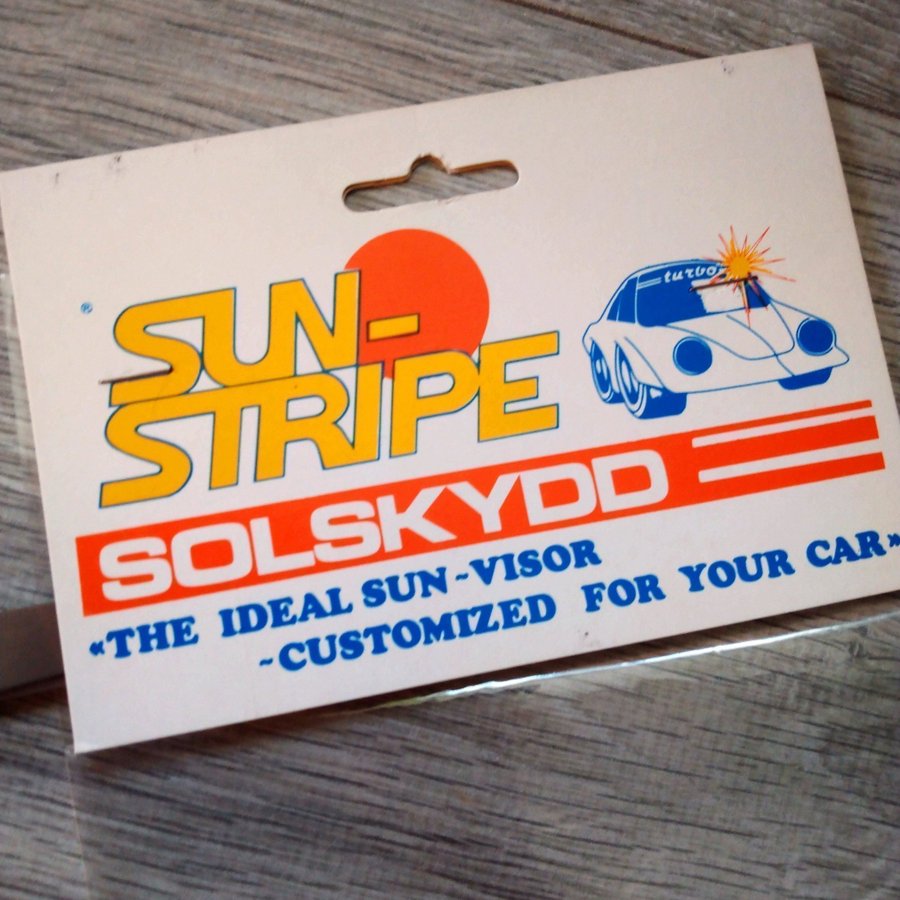 ®
SUN-
STRIPE
turbo
SOLSKYDD
«THE IDEAL SUN-VISOR
-CUSTOMIZED FOR YOUR CAR»